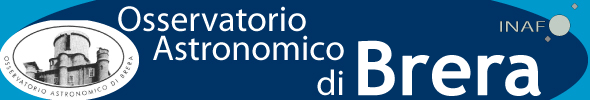 Osservatorio
Astronomico
di Brera
INAF
OSSERVATORIO ASTRONOMICO DI BRERA